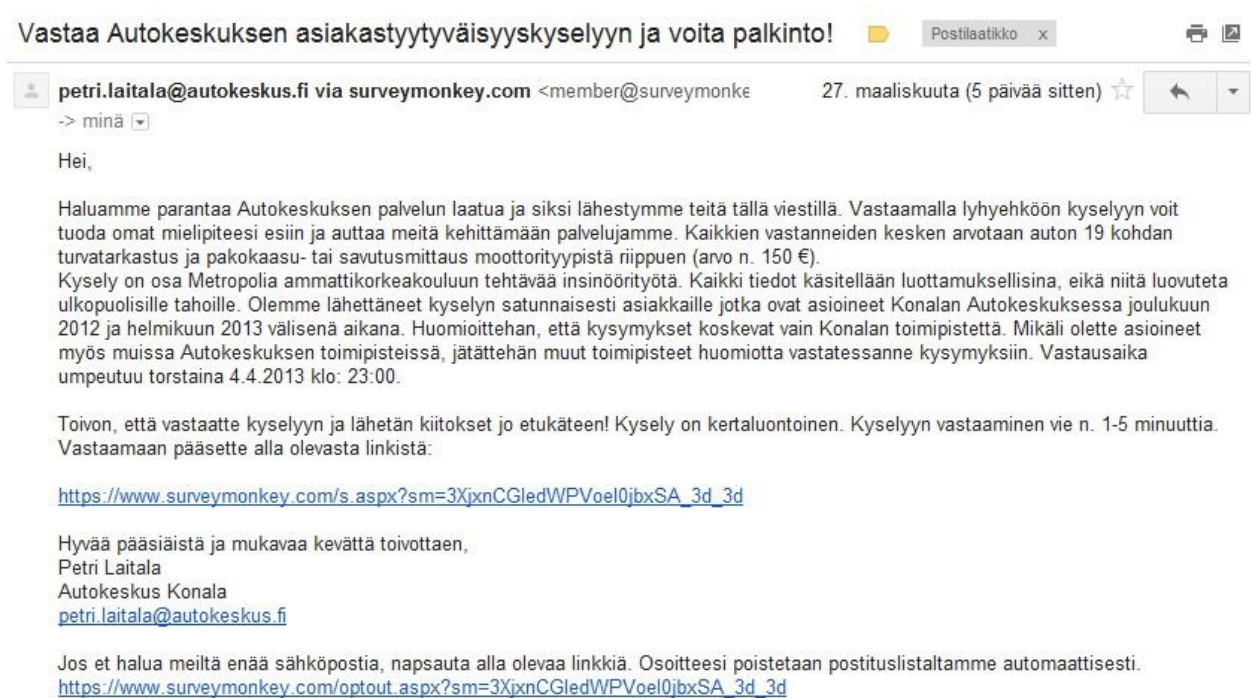 Vastaa Autokeskuksen asiakastyytyväisyyskyselyyn ja voita palkinto!
Postilaatikko x
petri.laitala@autokeskus.fi via surveymonkey.com <member@surveymonke
27. maaliskuuta (5 päivää sitten)
-> minä
Hei,
Haluamme parantaa Autokeskuksen palvelun laatua ja siksi lähestymme teitä tällä viestillä. Vastaamalla lyhyehköön kyselyyn voit
tuoda omat mielipiteesi esiin ja auttaa meitä kehittämään palvelujamme. Kaikkien vastanneiden kesken arvotaan auton 19 kohdan
turvatarkastus ja pakokaasu- tai savutusmittaus moottorityypistä riippuen (arvo n. 150 €).
Kysely on osa Metropolia ammattikorkeakouluun tehtävää insinöörityötä. Kaikki tiedot käsitellään luottamuksellisina, eikä niitä luovuteta
ulkopuolisille tahoille. Olemme lähettäneet kyselyn satunnaisesti asiakkaille jotka ovat asioineet Konalan Autokeskuksessa joulukuun
2012 ja helmikuun 2013 välisenä aikana. Huomioittehan, että kysymykset koskevat vain Konalan toimipistettä. Mikäli olette asioineet
myös muissa Autokeskuksen toimipisteissä, jätättehän muut toimipisteet huomiotta vastatessanne kysymyksiin. Vastausaika
umpeutuu torstaina 4.4.2013 klo: 23:00.
Toivon, että vastaatte kyselyyn ja lähetän kiitokset jo etukäteen! Kysely on kertaluontoinen. Kyselyyn vastaaminen vie n. 1-5 minuuttia.
Vastaamaan pääsette alla olevasta linkistä:
https://www.surveymonkey.com/s.aspx?sm=3XjxnCGledWPVoeI0jbxSA_3d_3d
Hyvää pääsiäistä ja mukavaa kevättä toivottaen,
Petri Laitala
Autokeskus Konala
petri.laitala@autokeskus.fi
Jos et halua meiltä enää sähköpostia, napsauta alla olevaa linkkiä. Osoitteesi poistetaan postituslistaltamme automaattisesti.
https://www.surveymonkey.com/optout.aspx?sm=3XjxnCGledWPVoeI0jbxSA_3d_3d